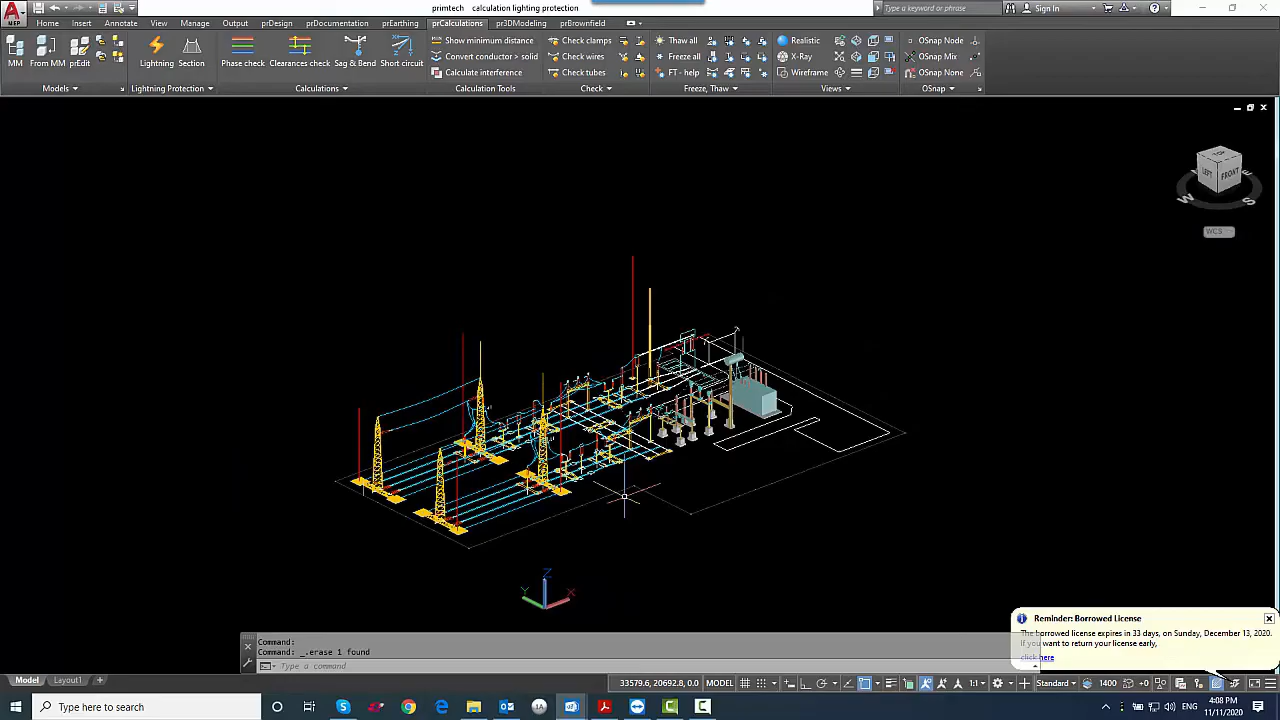 primtech    calculation lighting protection
Type a keyword or phrase
Sign In
MEP
Home
Insert
Annotate
View
Manage
Output
prDesign
prDocumentation
prEarthing
prCalculations
pr3DModeling
prBrownfield
MM
From MM
prEdit
Lightning
Section
Phase check
Clearances check
Sag & Bend
Short circuit
Show minimum distance
Convert conductor > solid
Calculate interference
Check clamps
Check wires
Check tubes
Thaw all
Freeze all
FT - help
Realistic
X-Ray
Wireframe
OSnap Node
OSnap Mix
OSnap None
Models
Lightning Protection
Calculations
Calculation Tools
Check
Freeze, Thaw
Views
OSnap
TOP
LEFT
FRONT
W
S
WCS
Z
Y
X
Command:
Command: _.erase 1 found
Type a command
Reminder: Borrowed License
The borrowed license expires in 33 days, on Sunday, December 13, 2020.
If you want to return your license early,
click here
Model
Layout1
33579.6, 20692.8, 0.0
MODEL
1:1
Standard
1400
+0
Type here to search
ENG
4:08 PM
11/11/2020